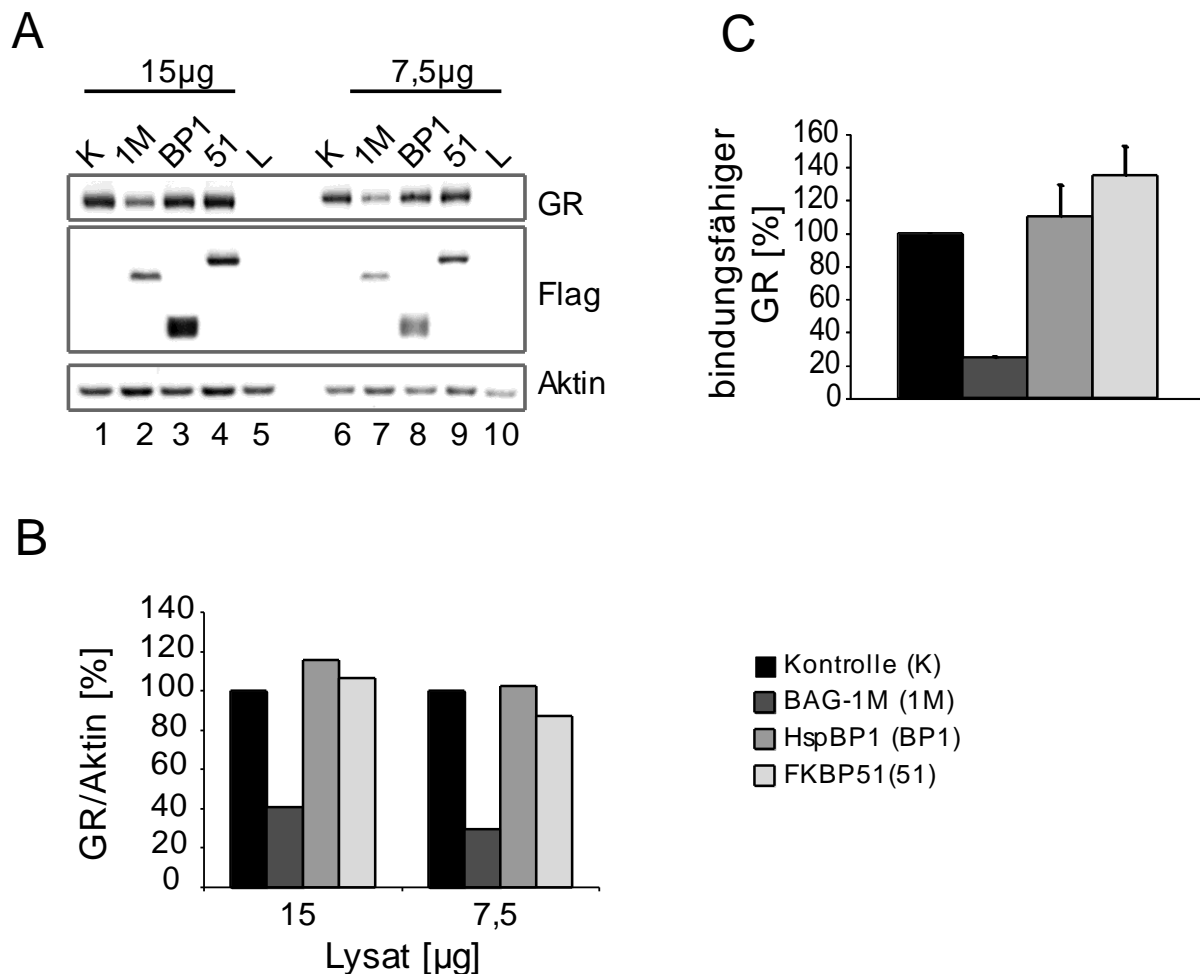 A
15µg 7,5µg
K 1M BP1 51 L K 1M BP1 51 L
GR
Flag
Aktin
1 2 3 4 5 6 7 8 9 10
B
GR/Aktin [%]
140
120
100
80
60
40
20
0
15 7,5
Lysat [µg]
C
bindungsfähiger
GR [%]
160
140
120
100
80
60
40
20
0
Kontrolle (K)
BAG-1M (1M)
HspBP1 (BP1)
FKBP51(51)